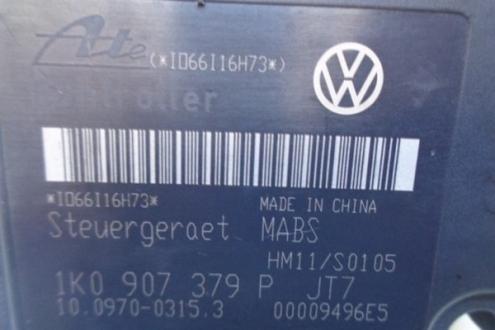 Ate (*ID66I16H73*)
VW
*ID66I16H73* MADE IN CHINA
Steuergeraet MABS
HM11/S0105
1K0 907 379 P JT7
10.0970-0315.3 00009496E5